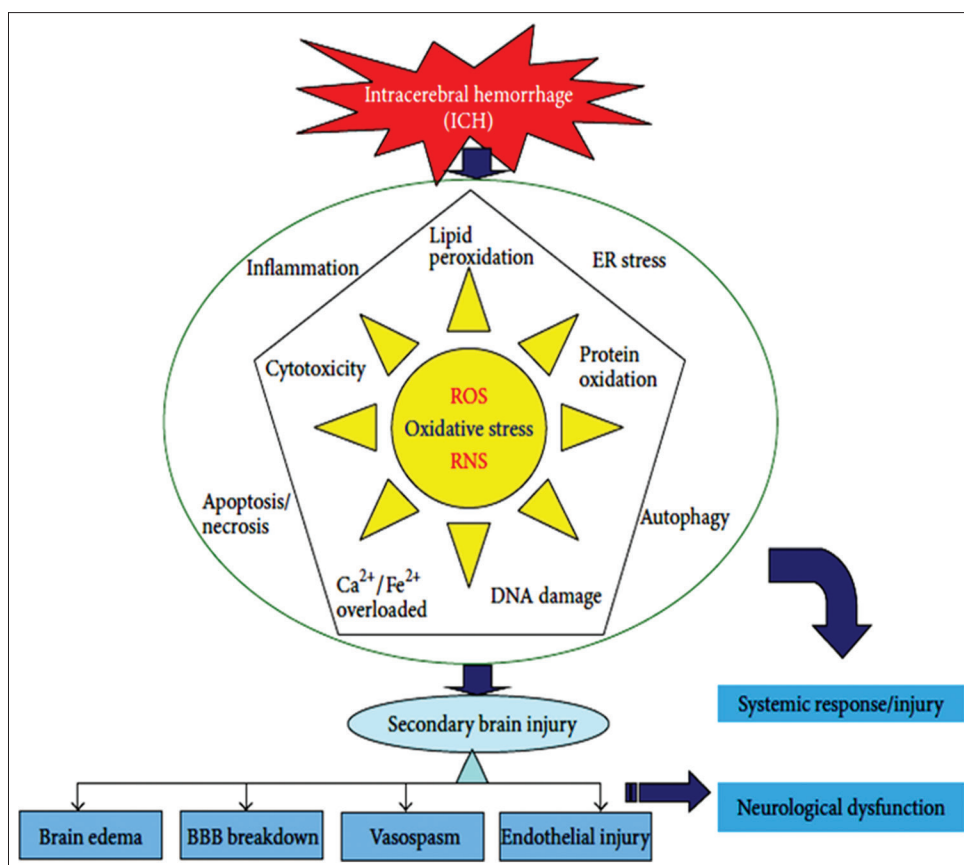 Intracerebral hemorrhage
(ICH)
Lipid
peroxidation
Inflammation
ER stress
Cytotoxicity
Protein
oxidation
ROS
Oxidative stress
RNS
Apoptosis/
necrosis
Autophagy
Ca²⁺/Fe²⁺
overloaded
DNA damage
Secondary brain injury
Systemic response/injury
Brain edema
BBB breakdown
Vasospasm
Endothelial injury
Neurological dysfunction